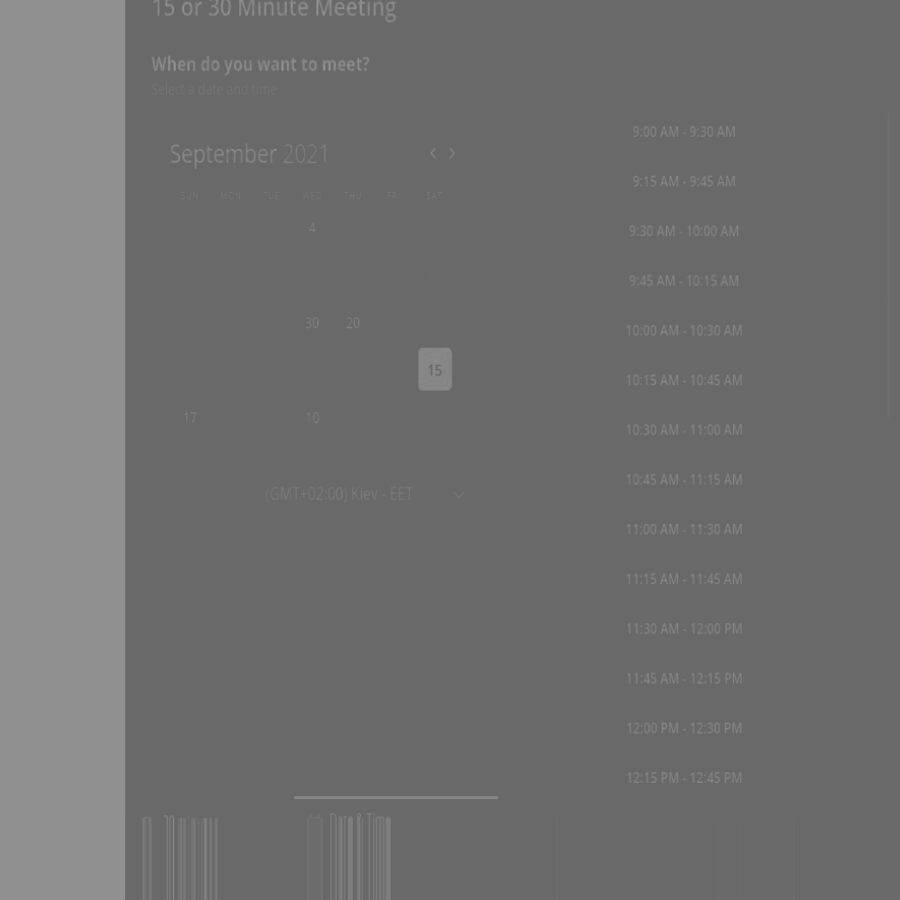 15 or 30 Minute Meeting
When do you want to meet?
Select a date and time
September 2021
SUN MON TUE WED THU FRI SAT
4
30 20
15
17 10
(GMT+02:00) Kiev - EET
9:00 AM - 9:30 AM
9:15 AM - 9:45 AM
9:30 AM - 10:00 AM
9:45 AM - 10:15 AM
10:00 AM - 10:30 AM
10:15 AM - 10:45 AM
10:30 AM - 11:00 AM
10:45 AM - 11:15 AM
11:00 AM - 11:30 AM
11:15 AM - 11:45 AM
11:30 AM - 12:00 PM
11:45 AM - 12:15 PM
12:00 PM - 12:30 PM
12:15 PM - 12:45 PM